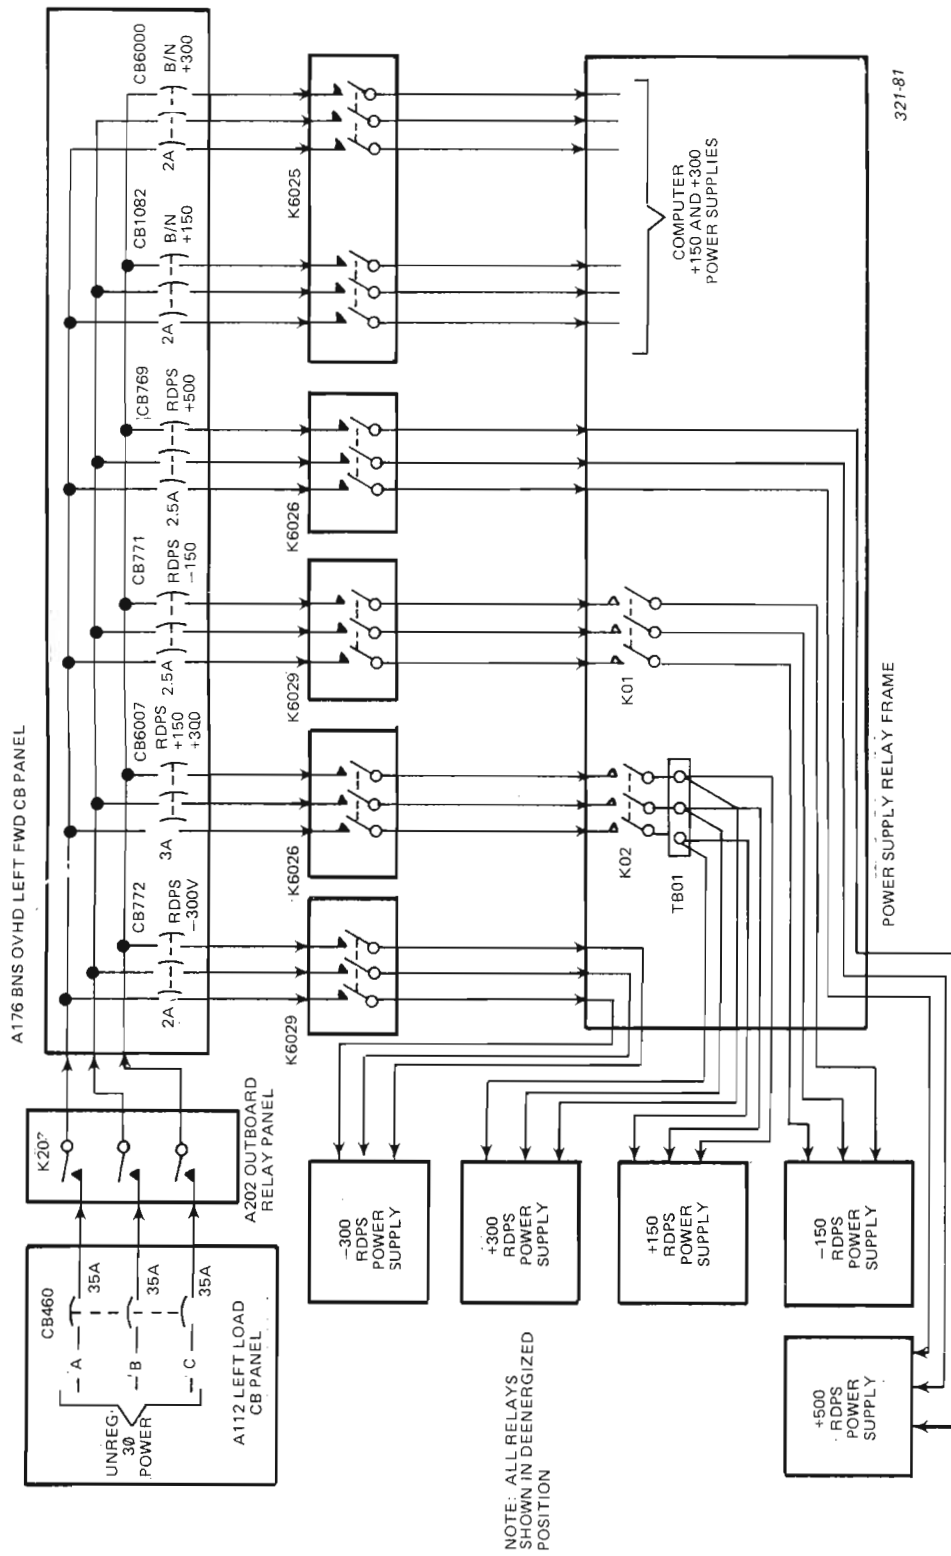 A176 BNS OVHD LEFT FWD CB PANEL
UNREG.
3Ø
POWER
A
B
C
CB460
35A
35A
35A
A112 LEFT LOAD
CB PANEL
A202 OUTBOARD
RELAY PANEL
CB772
2A
RDPS
−300V
CB6007
3A
RDPS
+150
+300
CB771
2.5A
RDPS
−150
CB769
2.5A
RDPS
+500
CB1082
2A
B/N
+150
CB6000
2A
B/N
+300
K6029
K6026
K6029
K6026
K6025
K02
TB01
K01
COMPUTER
+150 AND +300
POWER SUPPLIES
POWER SUPPLY RELAY FRAME
−300
RDPS
POWER
SUPPLY
+300
RDPS
POWER
SUPPLY
+150
RDPS
POWER
SUPPLY
−150
RDPS
POWER
SUPPLY
+500
RDPS
POWER
SUPPLY
NOTE: ALL RELAYS
SHOWN IN DEENERGIZED
POSITION
321-81